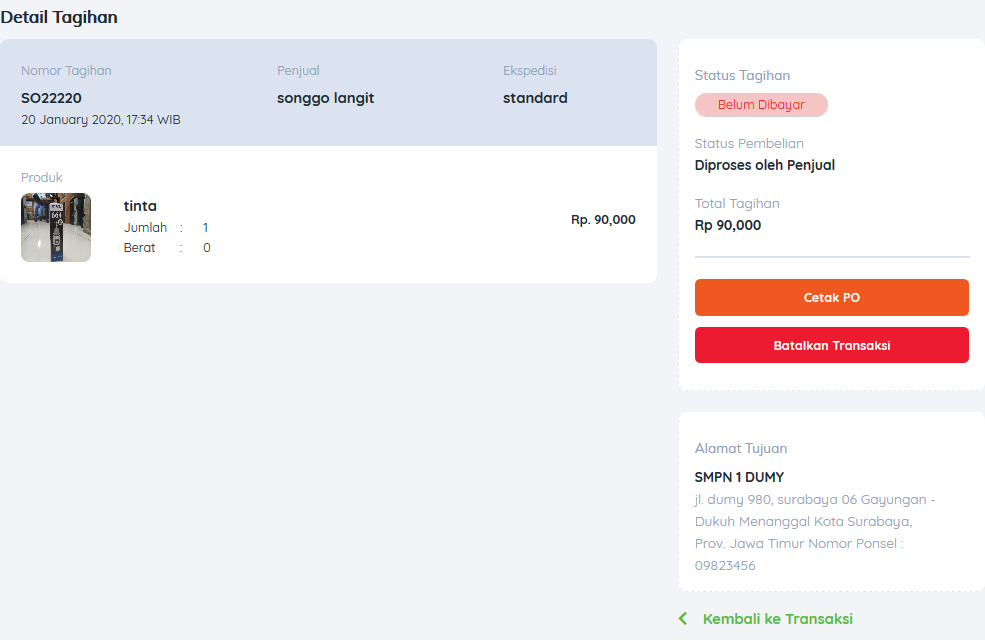 Detail Tagihan
Nomor Tagihan
SO22220
20 January 2020, 17:34 WIB
Penjual
songgo langit
Ekspedisi
standard
Produk
tinta
Jumlah : 1
Berat : 0
Rp. 90,000
664
Status Tagihan
Belum Dibayar
Status Pembelian
Diproses oleh Penjual
Total Tagihan
Rp 90,000
Cetak PO
Batalkan Transaksi
Alamat Tujuan
SMPN 1 DUMY
jl. dumy 980, surabaya 06 Gayungan -
Dukuh Menanggal Kota Surabaya,
Prov. Jawa Timur Nomor Ponsel :
09823456
Kembali ke Transaksi